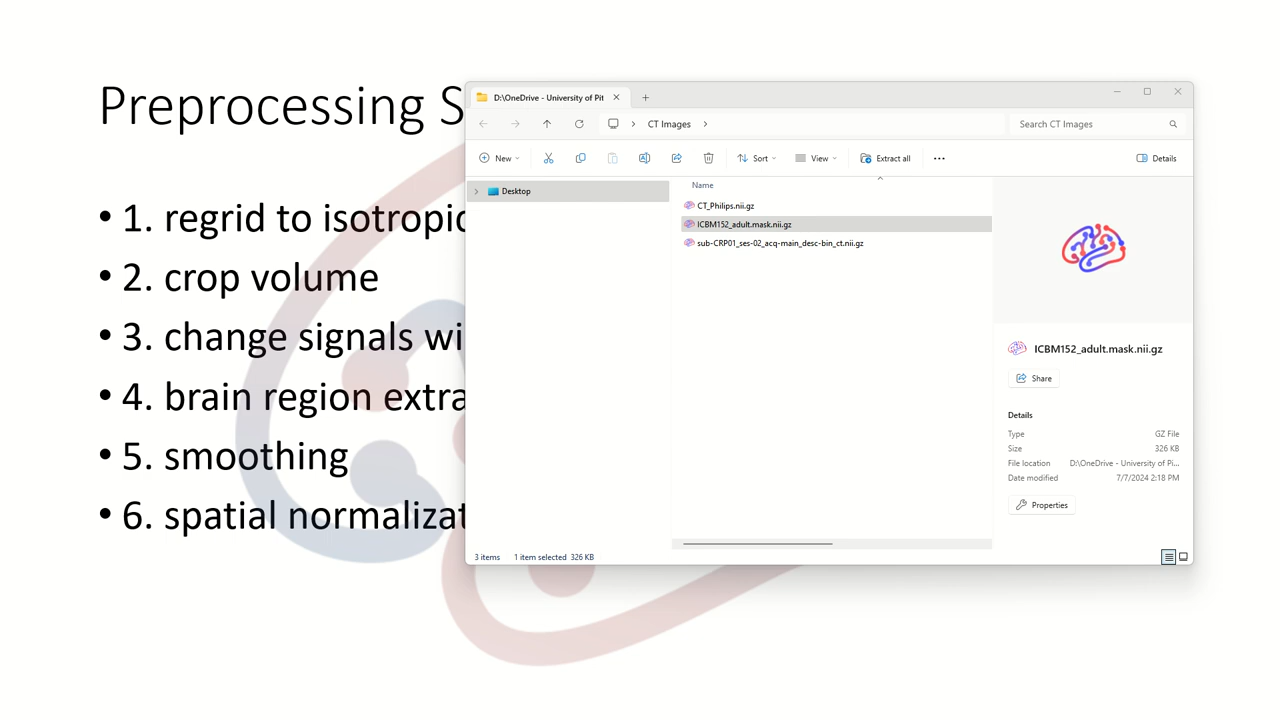 Preprocessing S
• 1. regrid to isotropic
• 2. crop volume
• 3. change signals wi
• 4. brain region extra
• 5. smoothing
• 6. spatial normalizat
D:\OneDrive - University of Pit
CT Images
Search CT Images
New
Sort
View
Extract all
Details
Desktop
Name
CT_Philips.nii.gz
ICBM152_adult.mask.nii.gz
sub-CRP01_ses-02_acq-main_desc-bin_ct.nii.gz
ICBM152_adult.mask.nii.gz
Share
Details
Type GZ File
Size 326 KB
File location D:\OneDrive - University of Pi...
Date modified 7/7/2024 2:18 PM
Properties
3 items 1 item selected 326 KB